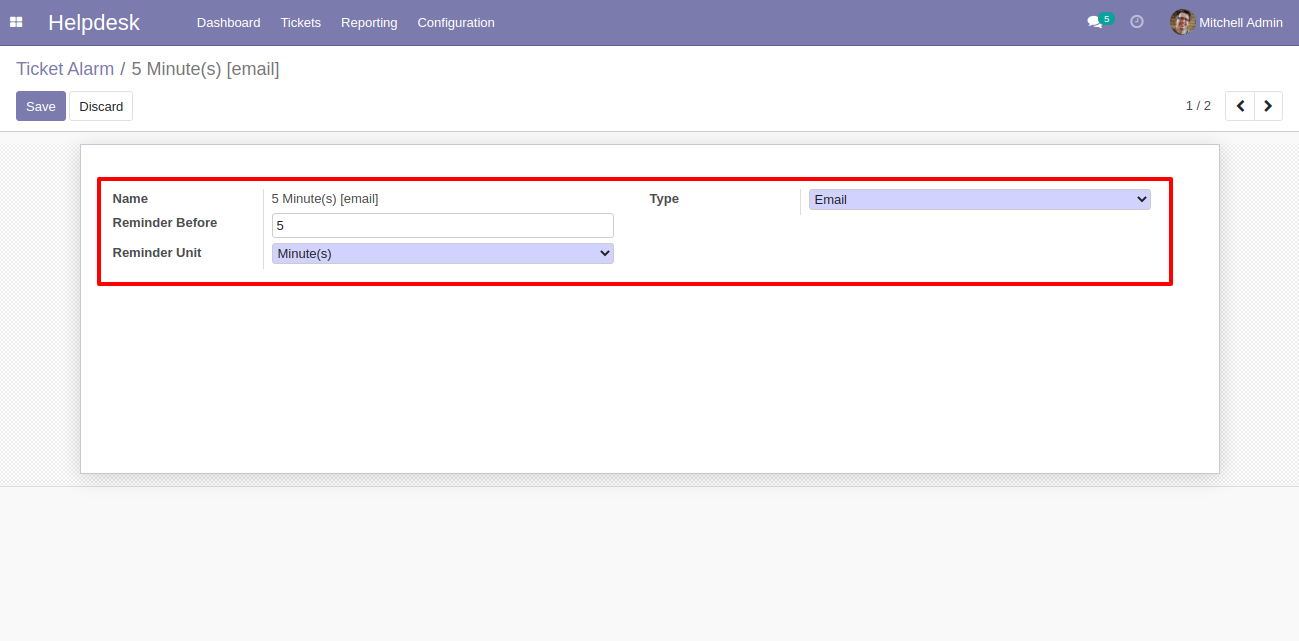 Helpdesk Dashboard Tickets Reporting Configuration 5 Mitchell Admin
Ticket Alarm / 5 Minute(s) [email]
Save Discard 1 / 2
Name 5 Minute(s) [email] Type Email
Reminder Before 5
Reminder Unit Minute(s)